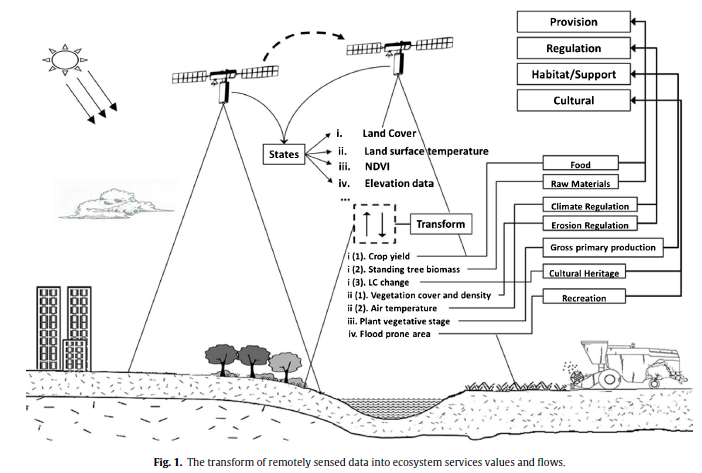 Provision
Regulation
Habitat/Support
Cultural
States
i. Land Cover
ii. Land surface temperature
iii. NDVI
iv. Elevation data
...
Transform
Food
Raw Materials
Climate Regulation
Erosion Regulation
Gross primary production
Cultural Heritage
Recreation
i (1). Crop yield
i (2). Standing tree biomass
i (3). LC change
ii (1). Vegetation cover and density
ii (2). Air temperature
iii. Plant vegetative stage
iv. Flood prone area
Fig. 1. The transform of remotely sensed data into ecosystem services values and flows.